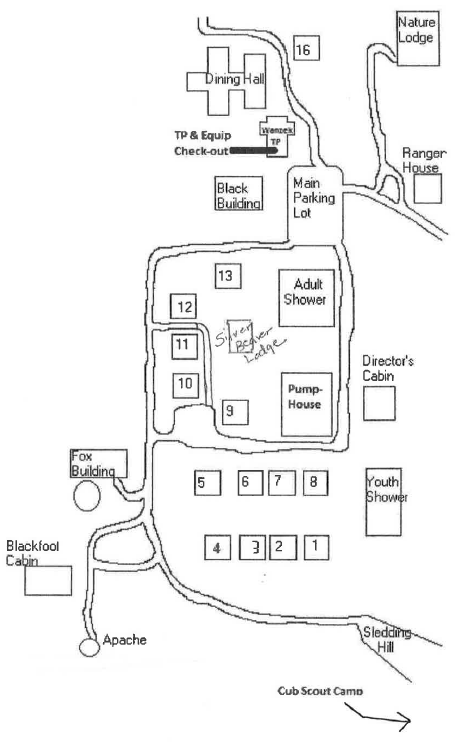 Nature
Lodge
16
Dining Hall
TP & Equip
Check-out
Wanzek
TP
Ranger
House
Black
Building
Main
Parking
Lot
13
Adult
Shower
12
11
Silver
Beaver
Lodge
10
Pump-
House
Director's
Cabin
9
Fox
Building
5
6
7
8
Youth
Shower
Blackfoot
Cabin
4
3
2
1
Apache
Sledding
Hill
Cub Scout Camp